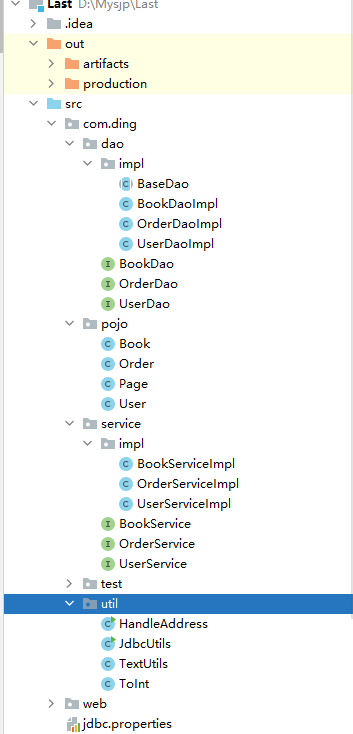 Last D:\Mysjp\Last
.idea
out
artifacts
production
src
com.ding
dao
impl
BaseDao
BookDaoImpl
OrderDaoImpl
UserDaoImpl
BookDao
OrderDao
UserDao
pojo
Book
Order
Page
User
service
impl
BookServiceImpl
OrderServiceImpl
UserServiceImpl
BookService
OrderService
UserService
test
util
HandleAddress
JdbcUtils
TextUtils
ToInt
web
jdbc.properties